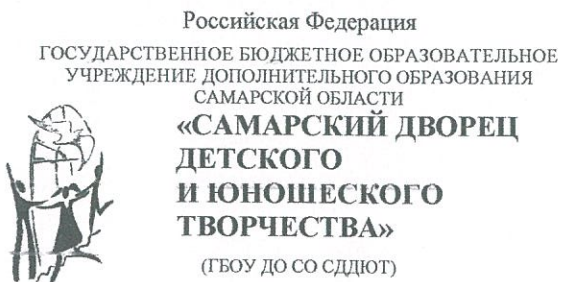 Российская Федерация
ГОСУДАРСТВЕННОЕ БЮДЖЕТНОЕ ОБРАЗОВАТЕЛЬНОЕ
УЧРЕЖДЕНИЕ ДОПОЛНИТЕЛЬНОГО ОБРАЗОВАНИЯ
САМАРСКОЙ ОБЛАСТИ
«САМАРСКИЙ ДВОРЕЦ
ДЕТСКОГО
И ЮНОШЕСКОГО
ТВОРЧЕСТВА»
(ГБОУ ДО СО СДДЮТ)